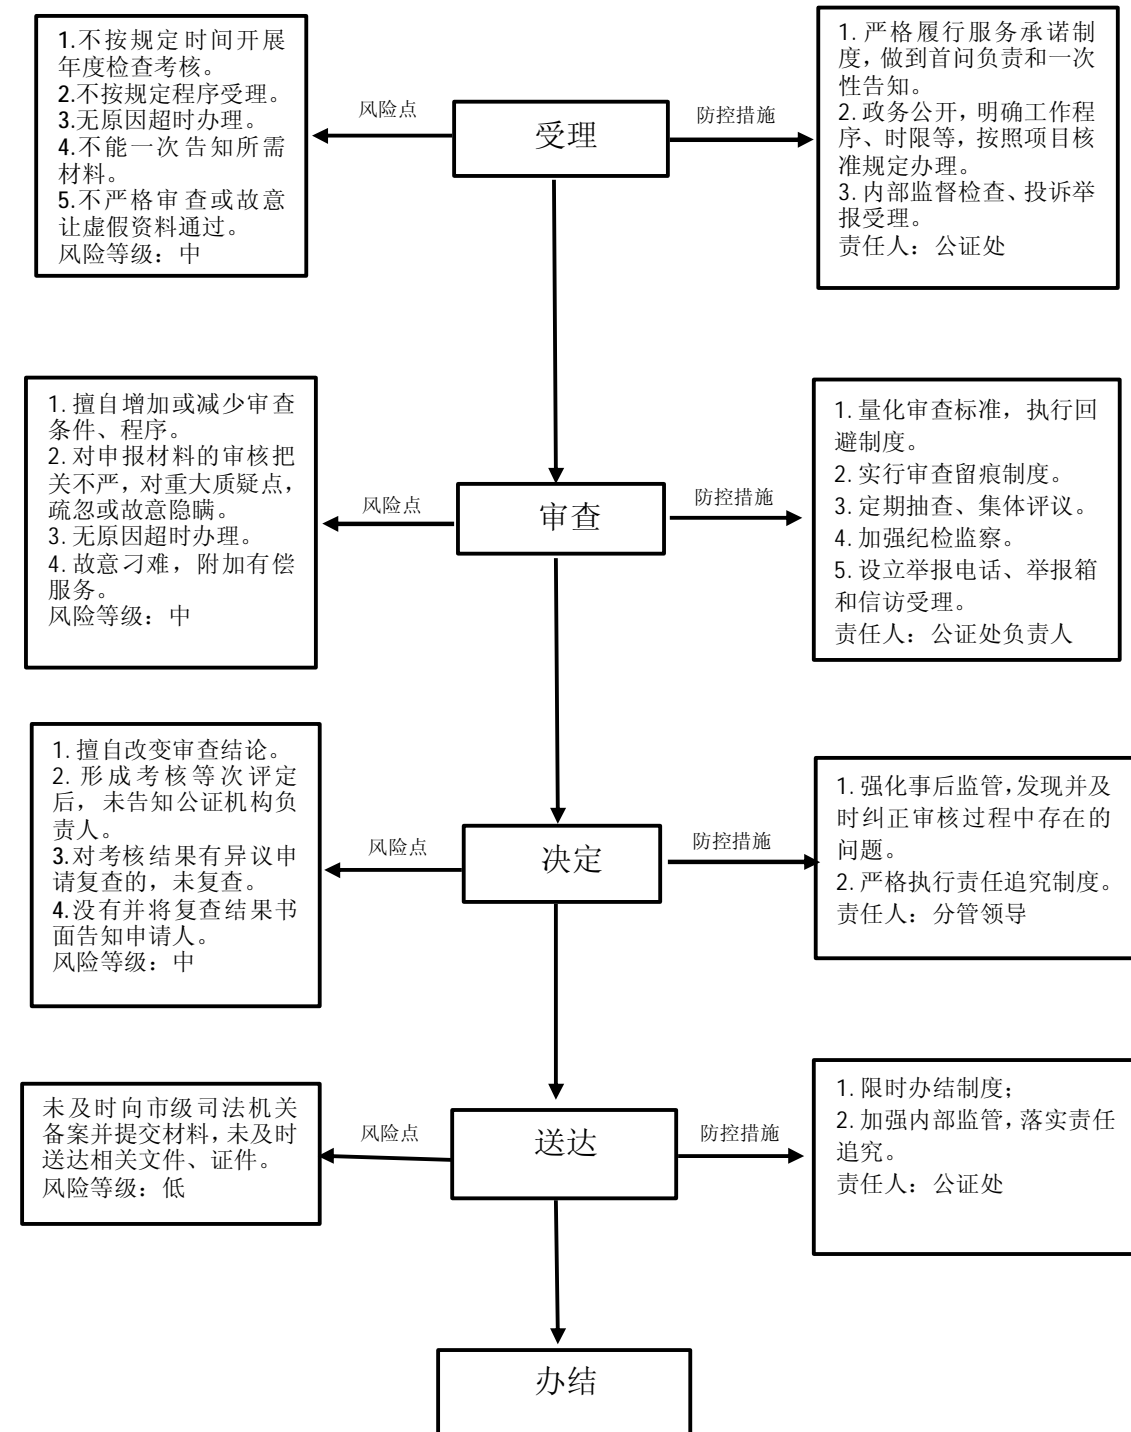 1.不按规定时间开展
年度检查考核。
2.不按规定程序受理。
3.无原因超时办理。
4.不能一次告知所需
材料。
5.不严格审查或故意
让虚假资料通过。
风险等级：中
风险点
受理
防控措施
1.严格履行服务承诺制
度，做到首问负责和一次
性告知。
2.政务公开，明确工作程
序、时限等，按照项目核
准规定办理。
3.内部监督检查、投诉举
报受理。
责任人：公证处
1.擅自增加或减少审查
条件、程序。
2.对申报材料的审核把
关不严，对重大质疑点，
疏忽或故意隐瞒。
3.无原因超时办理。
4.故意刁难，附加有偿
服务。
风险等级：中
风险点
审查
防控措施
1.量化审查标准，执行回
避制度。
2.实行审查留痕制度。
3.定期抽查、集体评议。
4.加强纪检监察。
5.设立举报电话、举报箱
和信访受理。
责任人：公证处负责人
1.擅自改变审查结论。
2.形成考核等次评定
后，未告知公证机构负
责人。
3.对考核结果有异议申
请复查的，未复查。
4.没有并将复查结果书
面告知申请人。
风险等级：中
风险点
决定
防控措施
1.强化事后监管，发现并及
时纠正审核过程中存在的
问题。
2.严格执行责任追究制度。
责任人：分管领导
未及时向市级司法机关
备案并提交材料，未及时
送达相关文件、证件。
风险等级：低
风险点
送达
防控措施
1.限时办结制度；
2.加强内部监管，落实责任
追究。
责任人：公证处
办结